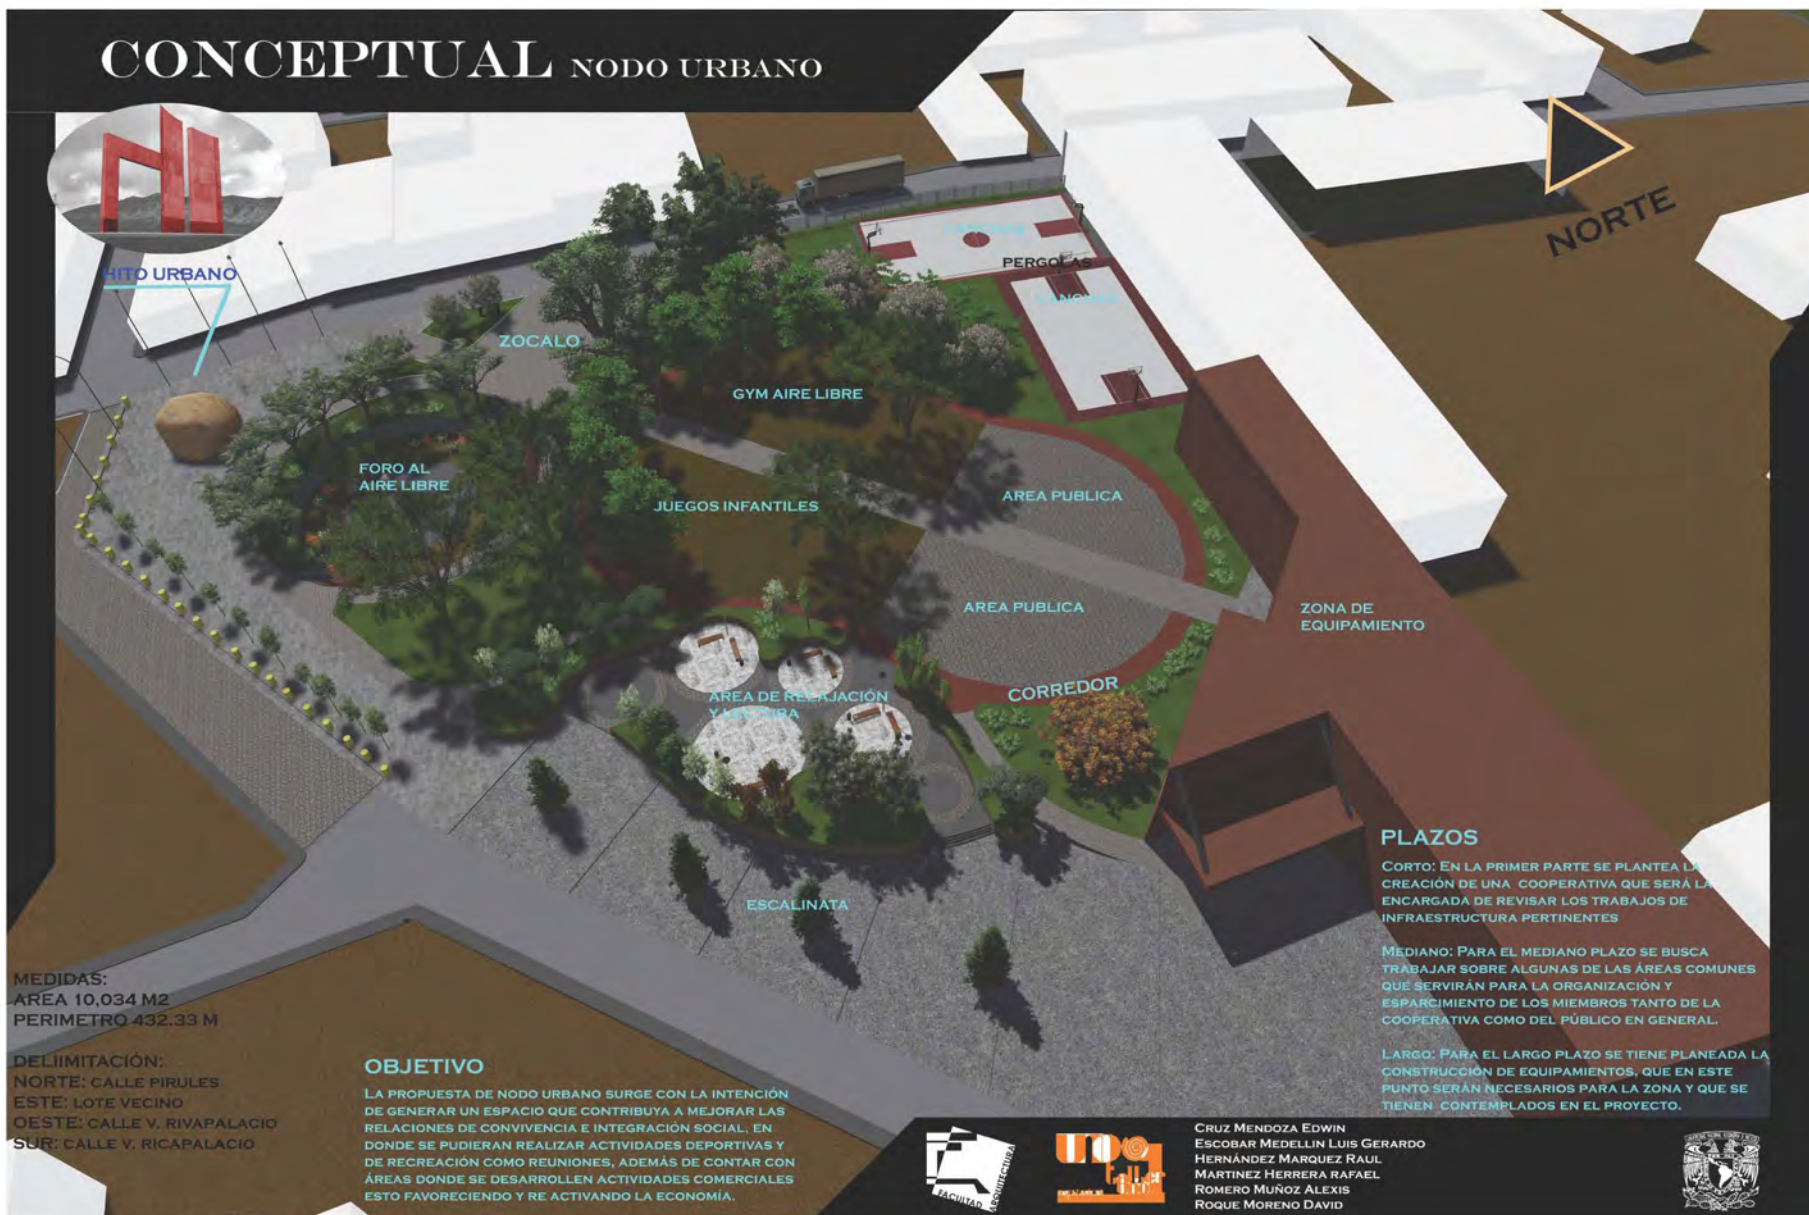 CONCEPTUAL NODO URBANO
HITO URBANO
NORTE
CANCHAS
PERGOLAS
CANCHAS
ZOCALO
GYM AIRE LIBRE
FORO AL
AIRE LIBRE
JUEGOS INFANTILES
AREA PUBLICA
AREA PUBLICA
ZONA DE
EQUIPAMIENTO
CORREDOR
AREA DE RELAJACIÓN
Y LECTURA
ESCALINATA
MEDIDAS:
AREA 10,034 M2
PERIMETRO 432.33 M
DELIIMITACIÓN:
NORTE: CALLE PIRULES
ESTE: LOTE VECINO
OESTE: CALLE V. RIVAPALACIO
SUR: CALLE V. RICAPALACIO
OBJETIVO
LA PROPUESTA DE NODO URBANO SURGE CON LA INTENCIÓN
DE GENERAR UN ESPACIO QUE CONTRIBUYA A MEJORAR LAS
RELACIONES DE CONVIVENCIA E INTEGRACIÓN SOCIAL, EN
DONDE SE PUDIERAN REALIZAR ACTIVIDADES DEPORTIVAS Y
DE RECREACIÓN COMO REUNIONES, ADEMÁS DE CONTAR CON
ÁREAS DONDE SE DESARROLLEN ACTIVIDADES COMERCIALES
ESTO FAVORECIENDO Y RE ACTIVANDO LA ECONOMÍA.
PLAZOS
CORTO: EN LA PRIMER PARTE SE PLANTEA LA
CREACIÓN DE UNA COOPERATIVA QUE SERÁ LA
ENCARGADA DE REVISAR LOS TRABAJOS DE
INFRAESTRUCTURA PERTINENTES
MEDIANO: PARA EL MEDIANO PLAZO SE BUSCA
TRABAJAR SOBRE ALGUNAS DE LAS ÁREAS COMUNES
QUE SERVIRÁN PARA LA ORGANIZACIÓN Y
ESPARCIMIENTO DE LOS MIEMBROS TANTO DE LA
COOPERATIVA COMO DEL PÚBLICO EN GENERAL.
LARGO: PARA EL LARGO PLAZO SE TIENE PLANEADA LA
CONSTRUCCIÓN DE EQUIPAMIENTOS, QUE EN ESTE
PUNTO SERÁN NECESARIOS PARA LA ZONA Y QUE SE
TIENEN CONTEMPLADOS EN EL PROYECTO.
FACULTAD
ARQUITECTURA
UNO
taller
CRUZ MENDOZA EDWIN
ESCOBAR MEDELLIN LUIS GERARDO
HERNÁNDEZ MARQUEZ RAUL
MARTINEZ HERRERA RAFAEL
ROMERO MUÑOZ ALEXIS
ROQUE MORENO DAVID